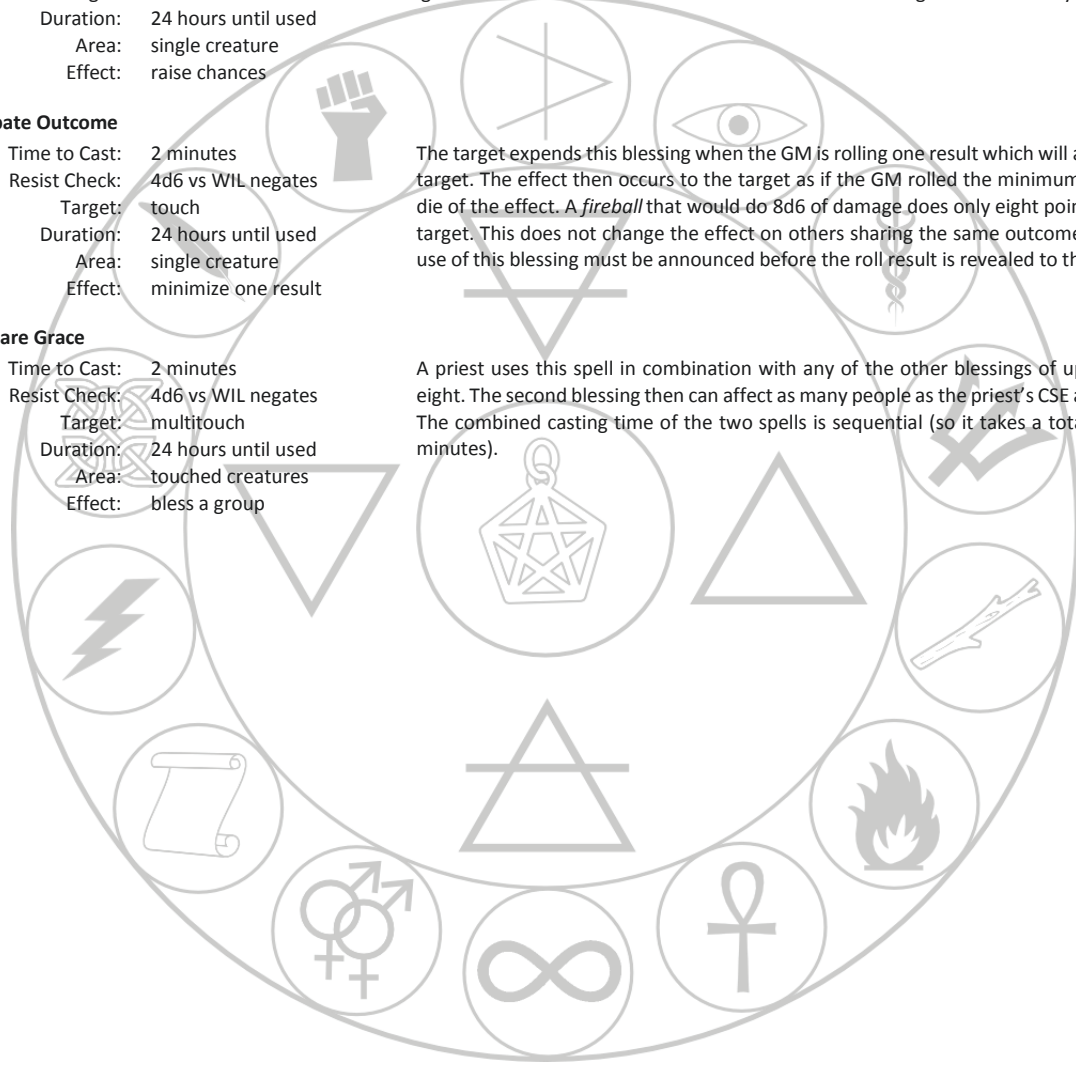 Duration: 24 hours until used
Area: single creature
Effect: raise chances
bate Outcome
Time to Cast: 2 minutes
Resist Check: 4d6 vs WIL negates
Target: touch
Duration: 24 hours until used
Area: single creature
Effect: minimize one result
The target expends this blessing when the GM is rolling one result which will a
target. The effect then occurs to the target as if the GM rolled the minimum
die of the effect. A fireball that would do 8d6 of damage does only eight poin
target. This does not change the effect on others sharing the same outcome
use of this blessing must be announced before the roll result is revealed to th
are Grace
Time to Cast: 2 minutes
Resist Check: 4d6 vs WIL negates
Target: multitouch
Duration: 24 hours until used
Area: touched creatures
Effect: bless a group
A priest uses this spell in combination with any of the other blessings of up
eight. The second blessing then can affect as many people as the priest's CSE a
The combined casting time of the two spells is sequential (so it takes a tota
minutes).